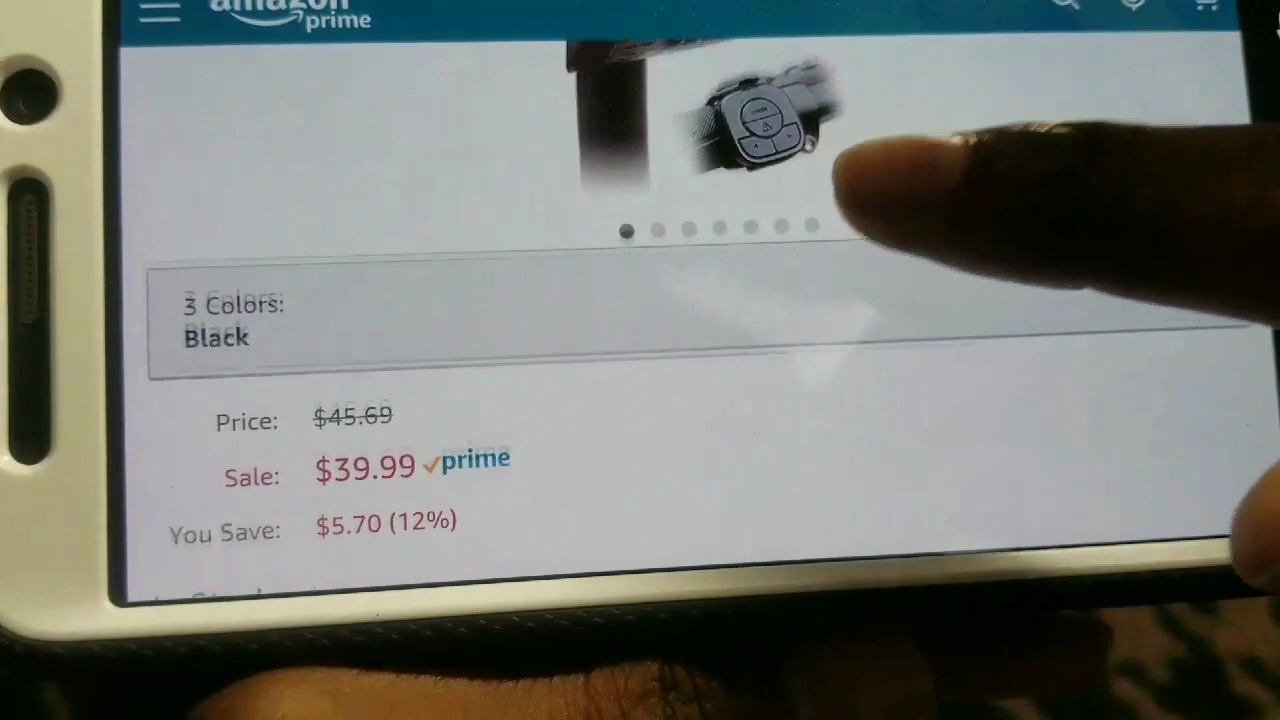 amazon
prime
3 Colors:
Black
Price: $45.69
Sale: $39.99 prime
You Save: $5.70 (12%)